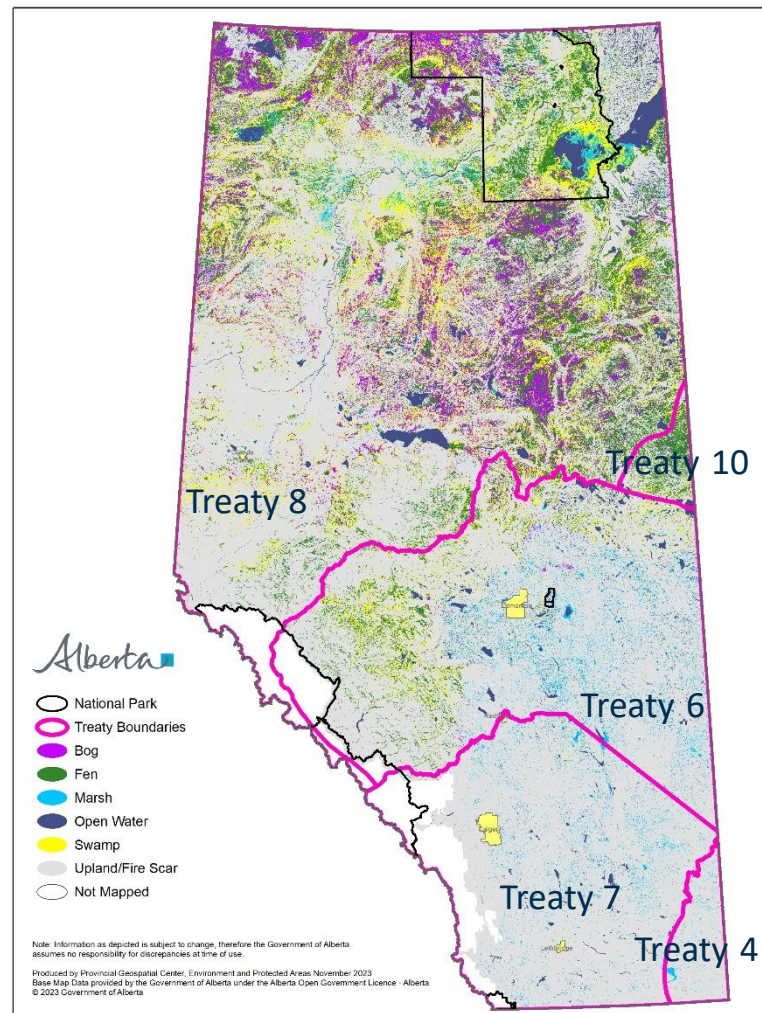 Treaty 10
Treaty 8
Edmonton
Treaty 6
Calgary
Treaty 7
Lethbridge
Treaty 4
Alberta
National Park
Treaty Boundaries
Bog
Fen
Marsh
Open Water
Swamp
Upland/Fire Scar
Not Mapped
Note: Information as depicted is subject to change, therefore the Government of Alberta
assumes no responsibility for discrepancies at time of use.
Produced by Provincial Geospatial Center, Environment and Protected Areas November 2023
Base Map Data provided by the Government of Alberta under the Alberta Open Government Licence - Alberta
© 2023 Government of Alberta